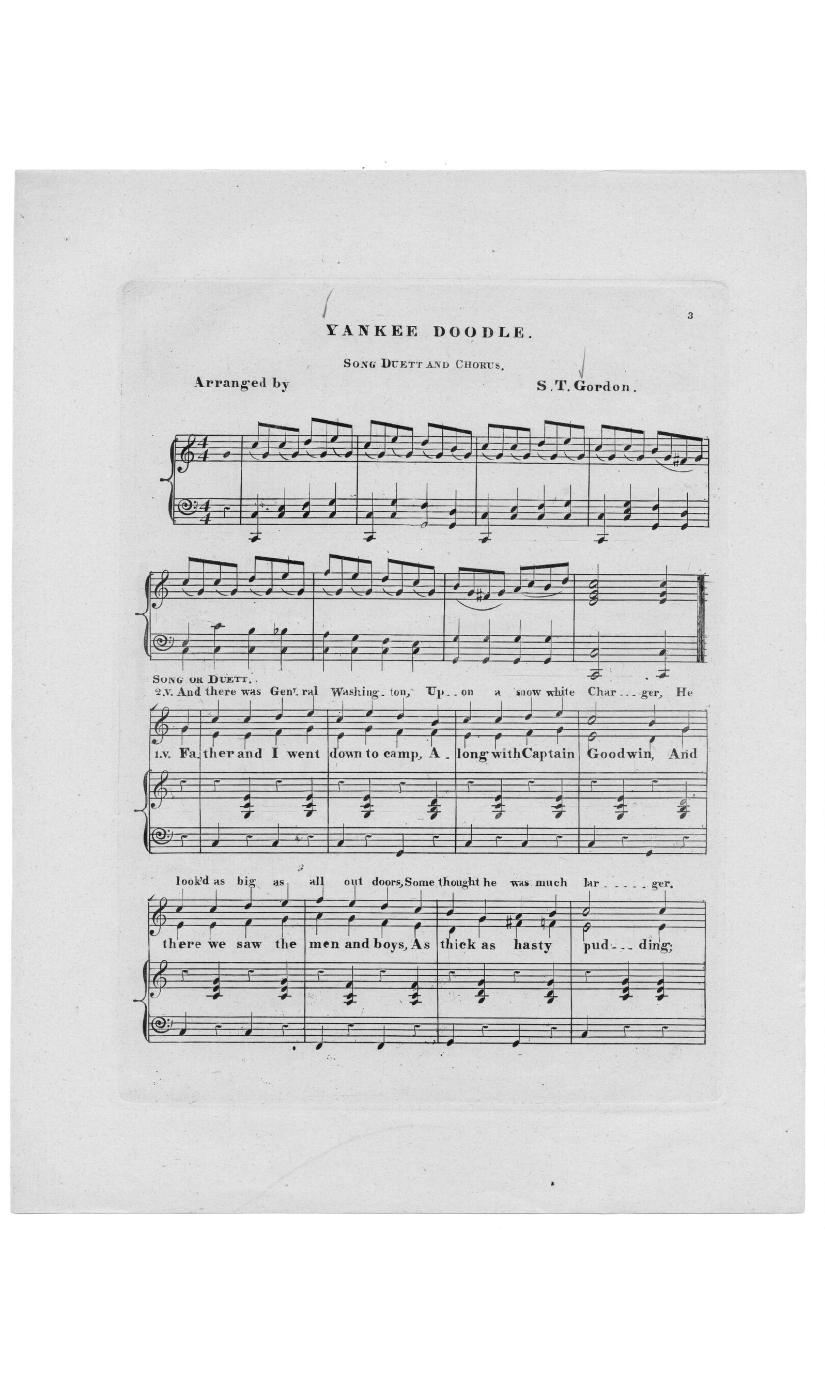 3
YANKEE DOODLE.
SONG DUETT AND CHORUS.
Arranged by S.T. Gordon.
SONG OR DUETT.
2.V. And there was Gen.r.ral Washing-ton, Up--on a snow white Char---ger, He
1.V. Fa-ther and I went down to camp, A-long with Captain Goodwin, And
look'd as big as all out doors, Some thought he was much lar-----ger.
there we saw the men and boys, As thick as hasty pud---ding;